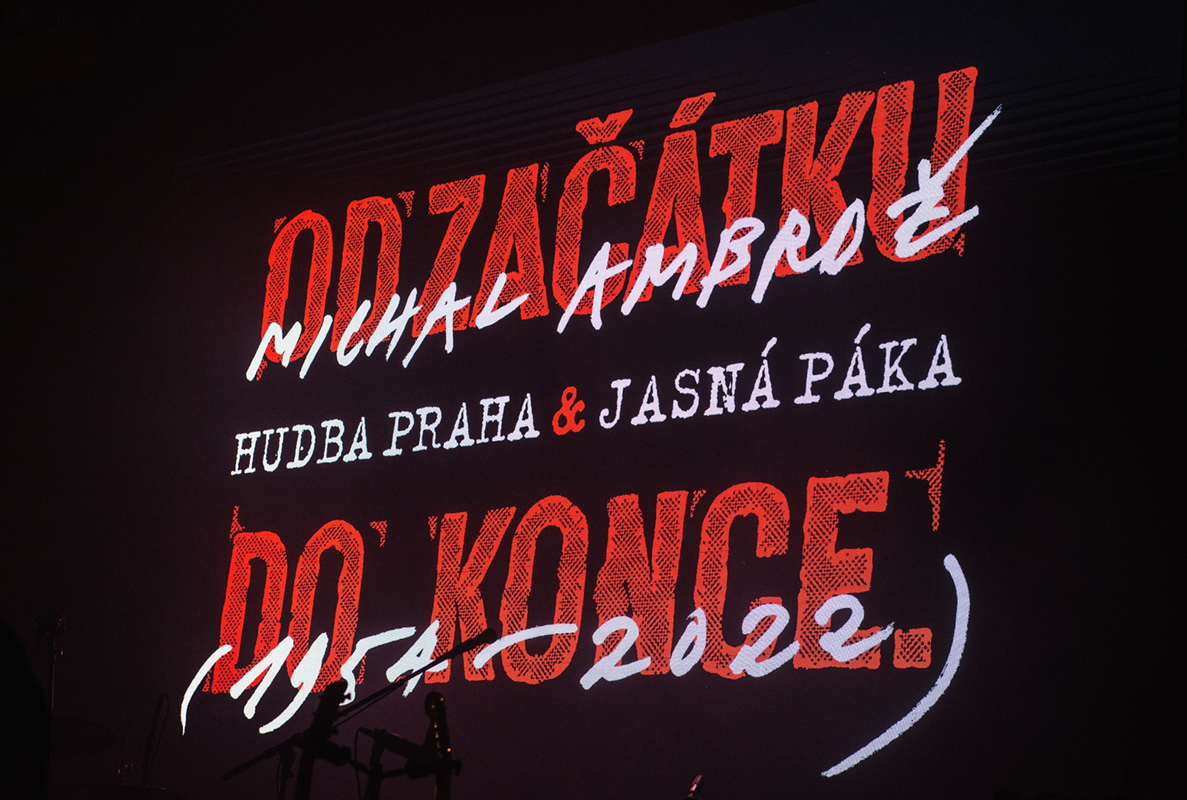 OD ZAČÁTKU
MICHAL AMBROŽ
HUDBA PRAHA & JASNÁ PÁKA
DO KONCE.
(1954-2022)